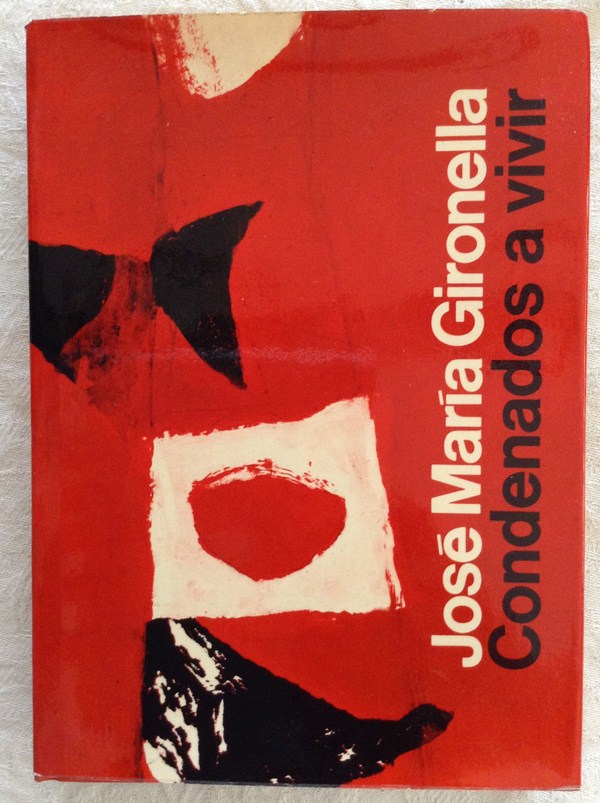 José María Gironella
Condenados a vivir